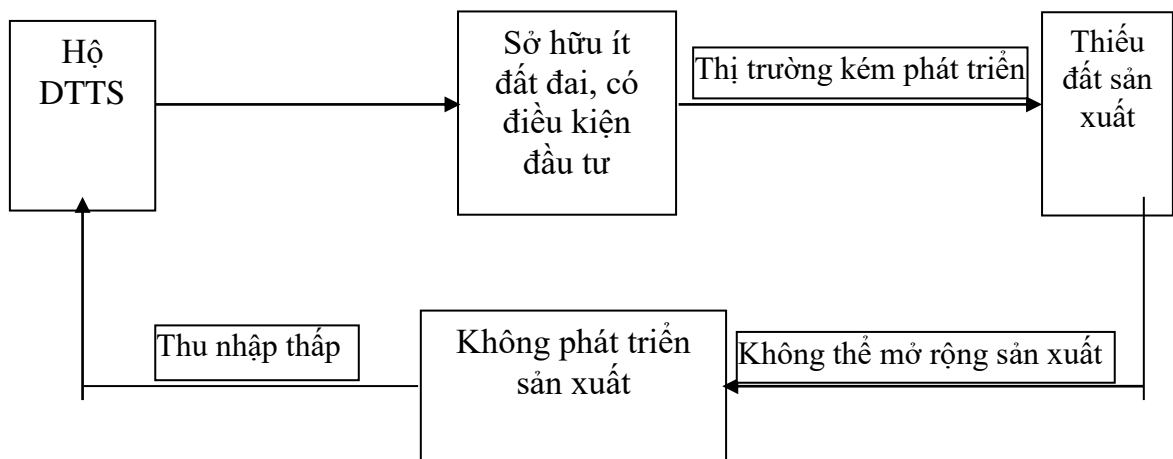 Hộ
DTTS
Sở hữu ít
đất đai, có
điều kiện
đầu tư
Thị trường kém phát triển
Thiếu
đất sản
xuất
Thu nhập thấp
Không phát triển
sản xuất
Không thể mở rộng sản xuất